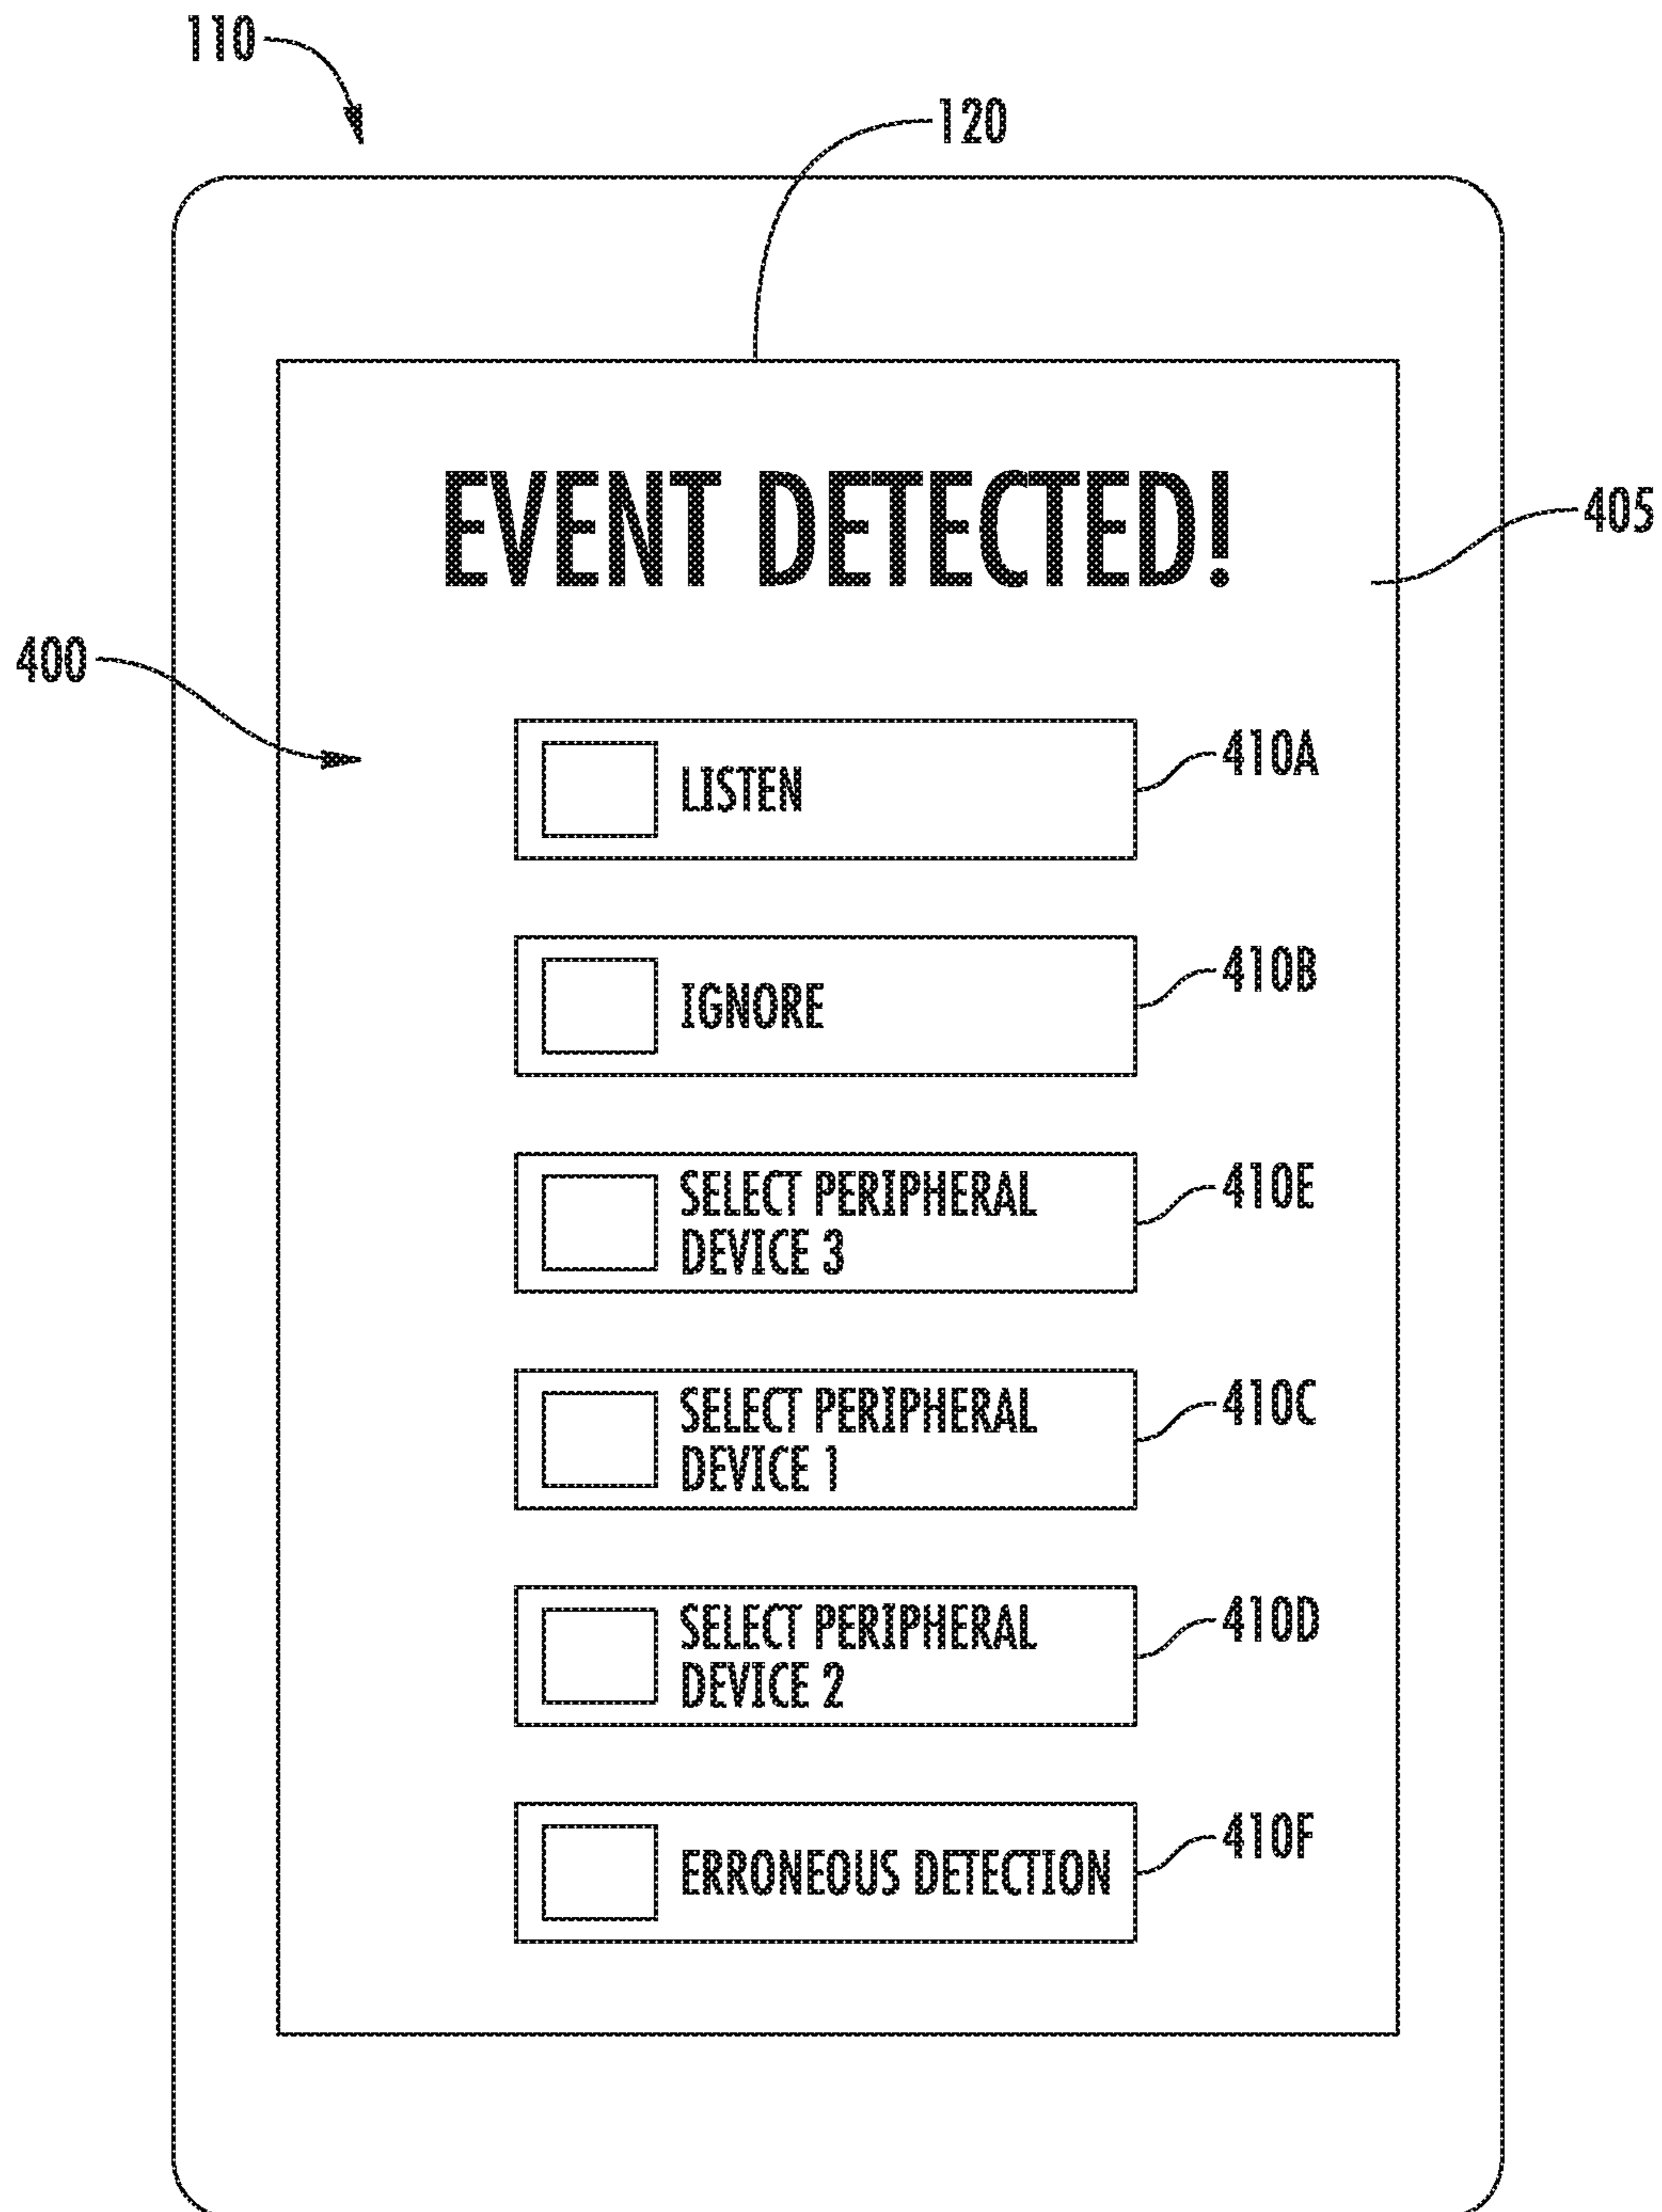 110
120
EVENT DETECTED!
405
400
LISTEN
410A
IGNORE
410B
SELECT PERIPHERAL
DEVICE 3
410E
SELECT PERIPHERAL
DEVICE 1
410C
SELECT PERIPHERAL
DEVICE 2
410D
ERRONEOUS DETECTION
410F